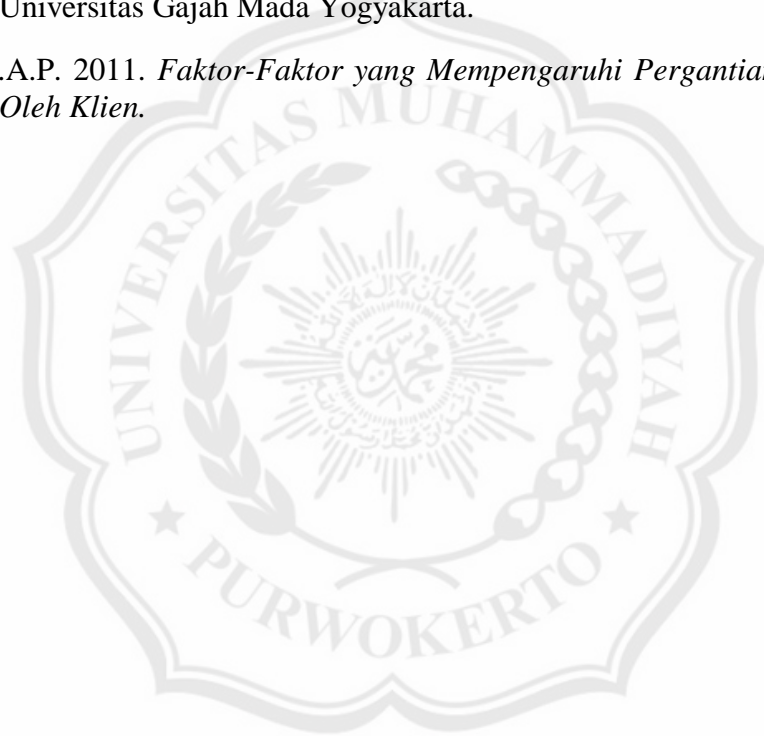 Universitas Gajah Mada Yogyakarta.
.A.P. 2011. Faktor-Faktor yang Mempengaruhi Pergantian
Oleh Klien.
UNIVERSITAS MUHAMMADIYAH
PURWOKERTO